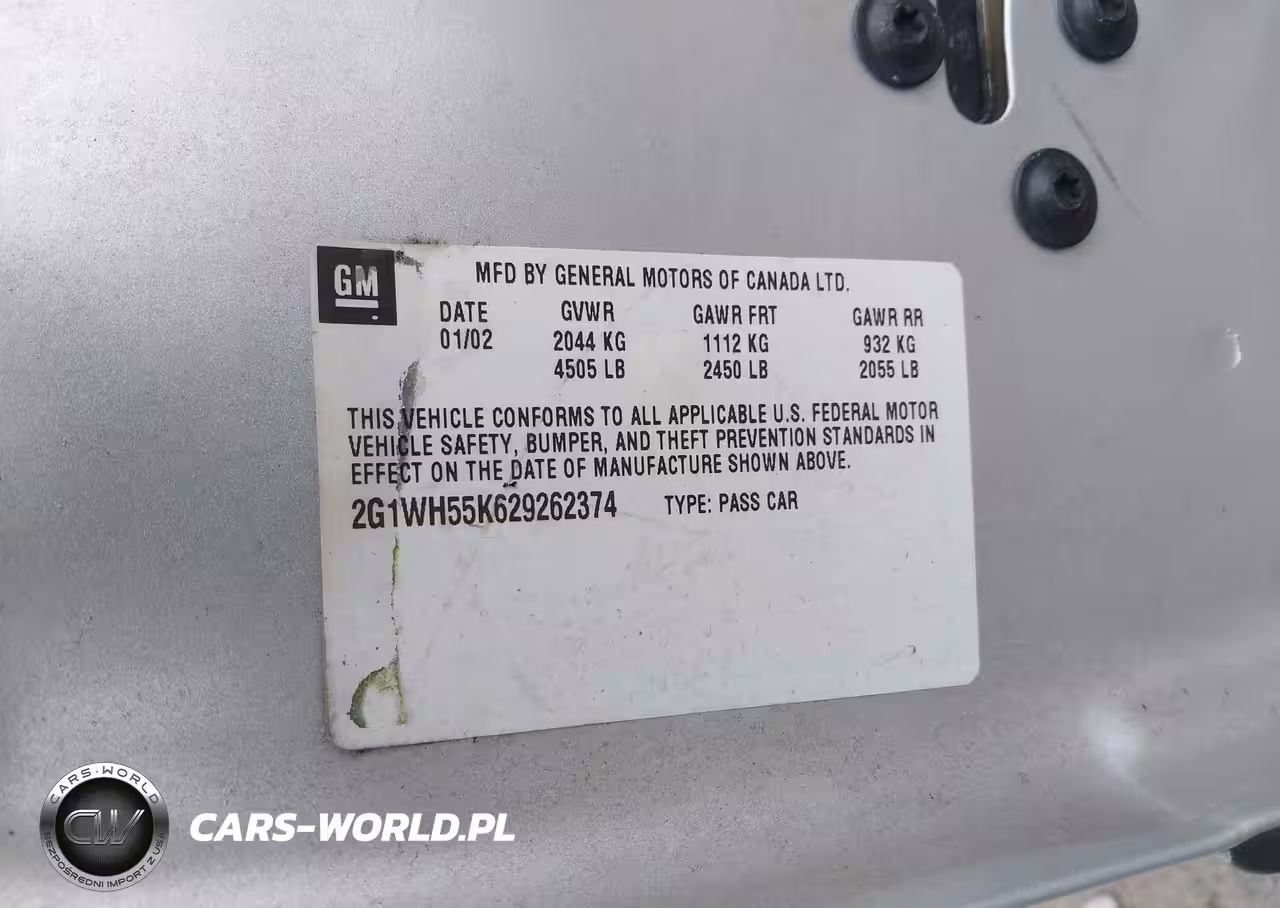 GM
MFD BY GENERAL MOTORS OF CANADA LTD.
DATE GVWR GAWR FRT GAWR RR
01/02 2044 KG 1112 KG 932 KG
4505 LB 2450 LB 2055 LB
THIS VEHICLE CONFORMS TO ALL APPLICABLE U.S. FEDERAL MOTOR
VEHICLE SAFETY, BUMPER, AND THEFT PREVENTION STANDARDS IN
EFFECT ON THE DATE OF MANUFACTURE SHOWN ABOVE.
2G1WH55K629262374 TYPE: PASS CAR
CARS-WORLD
CW
BEZPOŚREDNI IMPORT Z USA
CARS-WORLD.PL